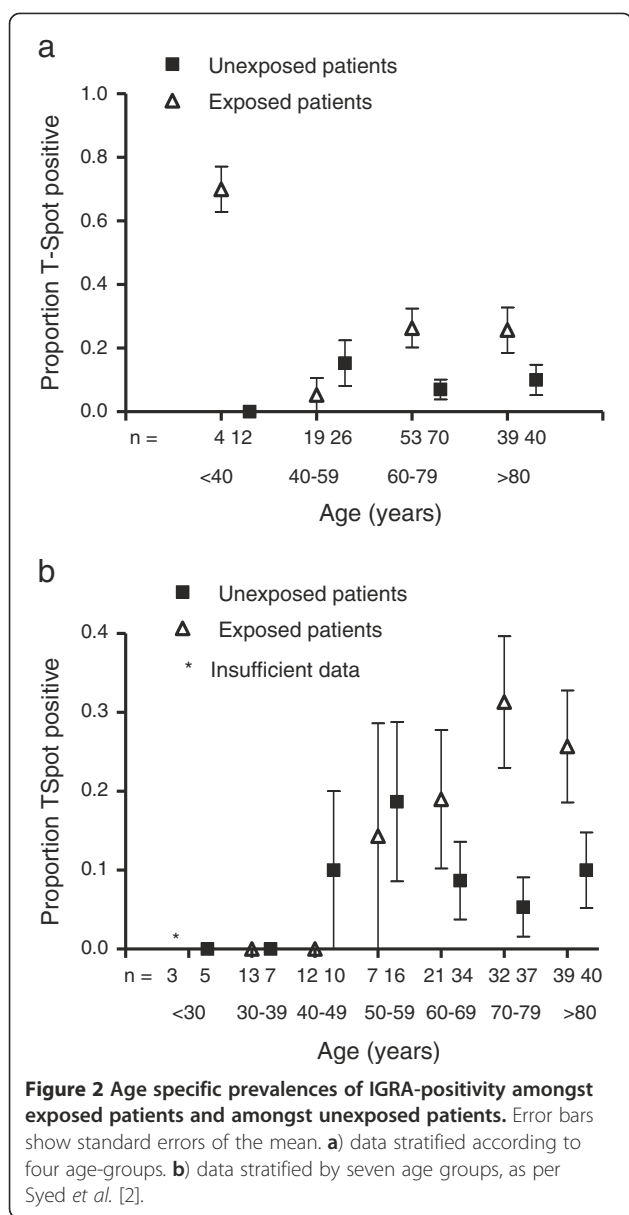 a
Unexposed patients
Exposed patients
1.0
0.8
0.6
0.4
0.2
0.0
Proportion T-Spot positive
n = 4 12 19 26 53 70 39 40
<40 40-59 60-79 >80
Age (years)
b
Unexposed patients
Exposed patients
* Insufficient data
0.4
0.3
0.2
0.1
0.0
Proportion TSpot positive
*
n = 3 5 13 7 12 10 7 16 21 34 32 37 39 40
<30 30-39 40-49 50-59 60-69 70-79 >80
Age (years)
Figure 2 Age specific prevalences of IGRA-positivity amongst
exposed patients and amongst unexposed patients. Error bars
show standard errors of the mean. a) data stratified according to
four age-groups. b) data stratified by seven age groups, as per
Syed et al. [2].